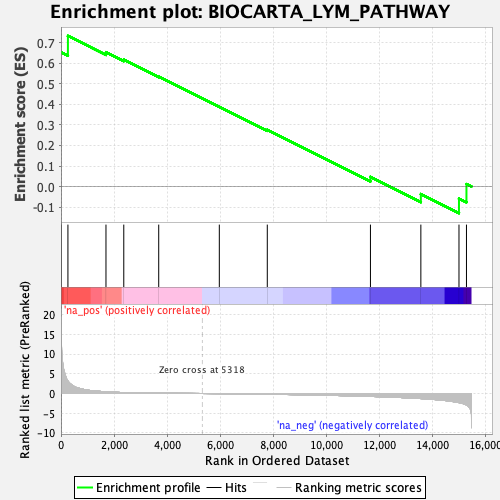 Enrichment plot: BIOCARTA_LYM_PATHWAY
Enrichment score (ES)
0.7
0.6
0.5
0.4
0.3
0.2
0.1
0.0
-0.1
'na_pos' (positively correlated)
Ranked list metric (PreRanked)
20
15
10
5
0
-5
-10
Zero cross at 5318
'na_neg' (negatively correlated)
0 2,000 4,000 6,000 8,000 10,000 12,000 14,000 16,000
Rank in Ordered Dataset
Enrichment profile Hits Ranking metric scores